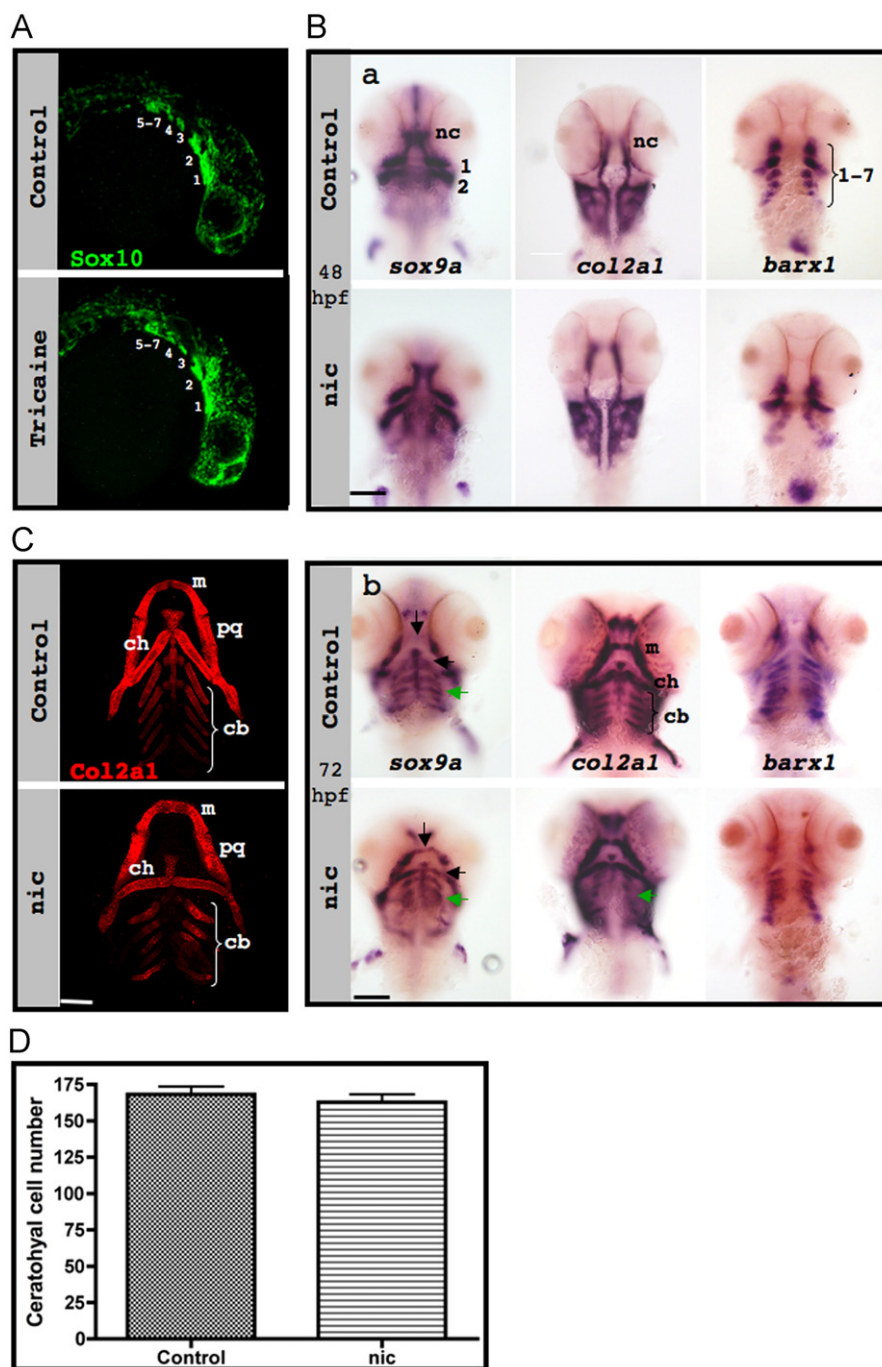 A
Control
5-7
4
3
2
1
Sox10
Tricaine
5-7
4
3
2
1
B
a
Control
nc
1
2
nc
1-7
sox9a
col2a1
barx1
48
hpf
nic
C
Control
m
pq
ch
cb
Col2a1
nic
m
pq
ch
cb
b
Control
m
ch
cb
sox9a
col2a1
barx1
72
hpf
nic
D
Ceratohyal cell number
175
150
125
100
75
50
25
0
Control
nic